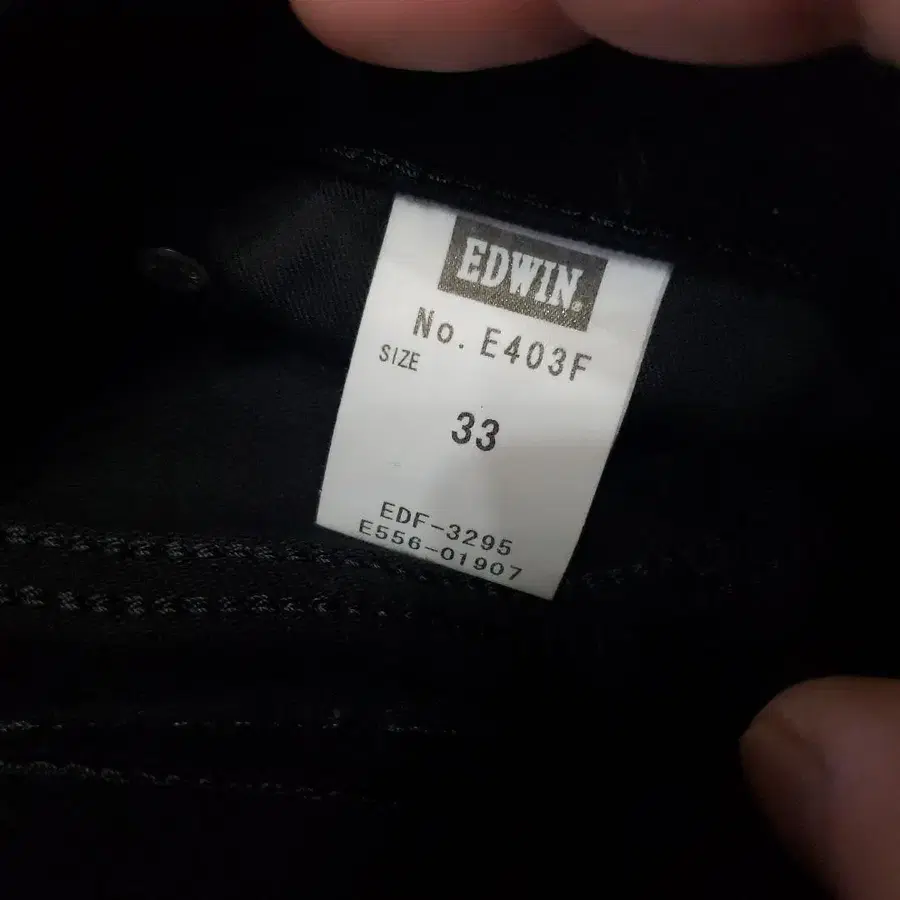 EDWIN
No. E403F
SIZE
33
EDF-3295
E556-01907